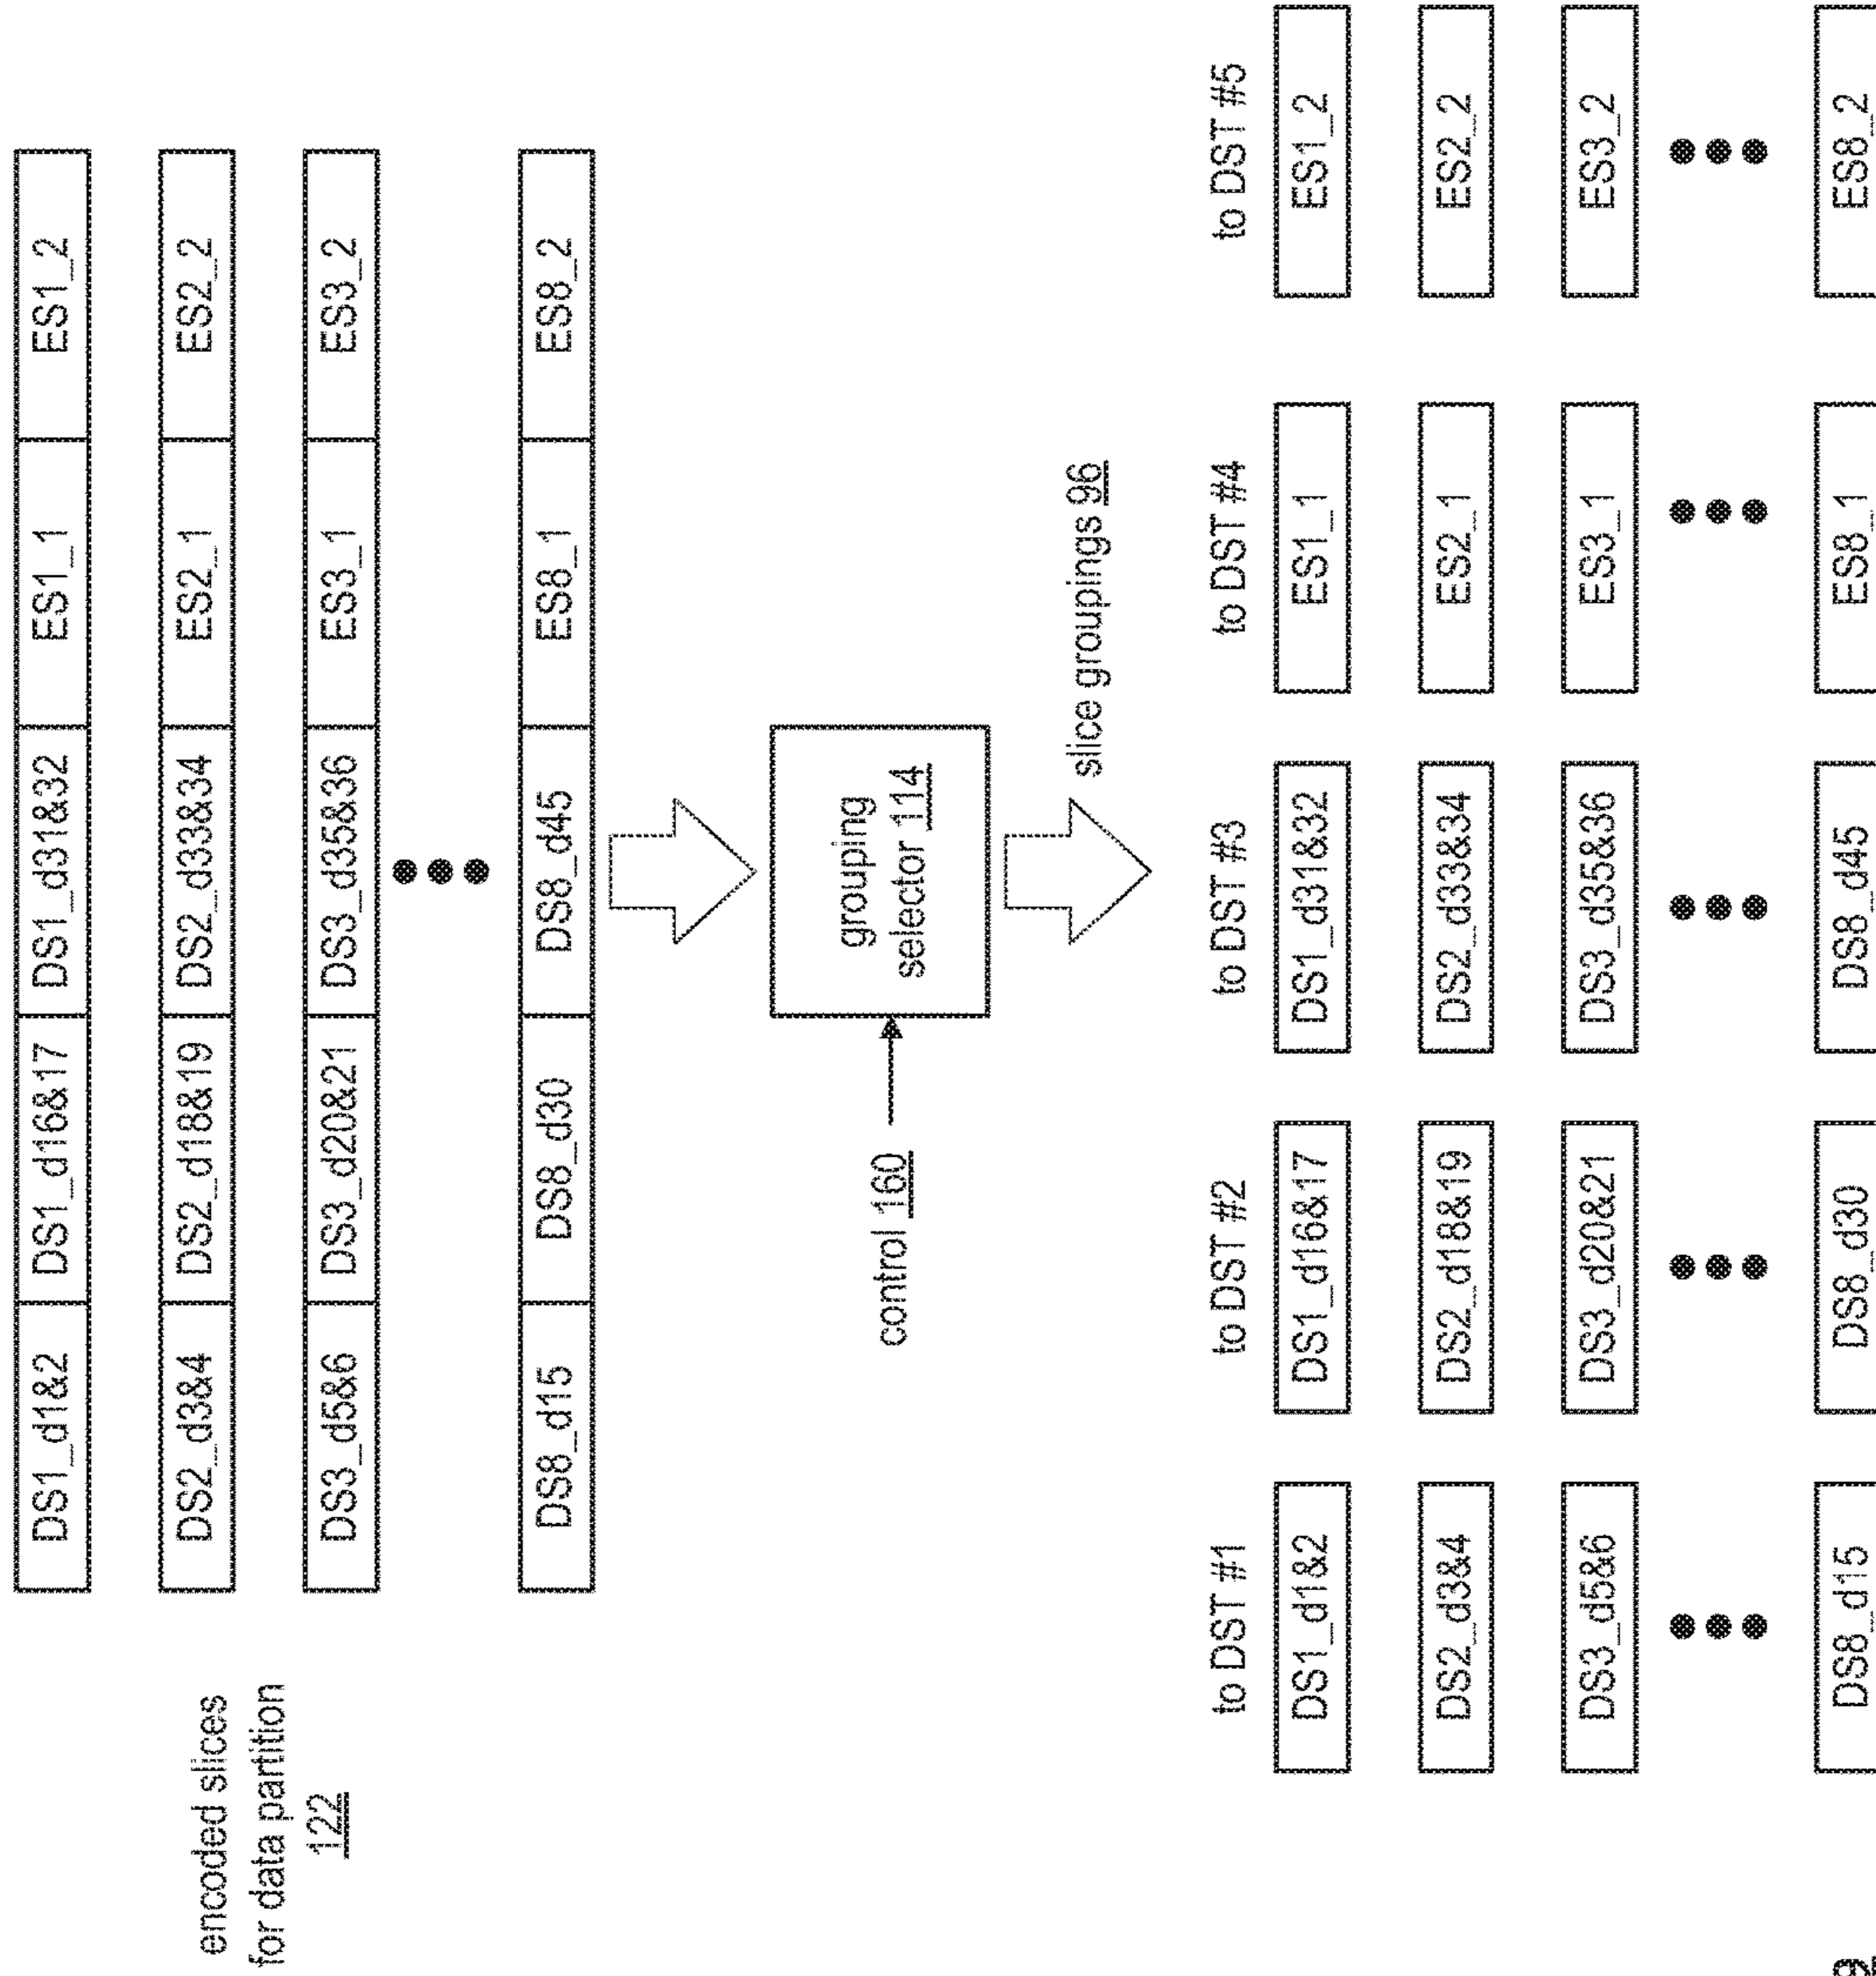 DS1_d1&2 DS1_d16&17 DS1_d31&32 ES1_1 ES1_2
encoded slices
for data partition
122
DS2_d3&4 DS2_d18&19 DS2_d33&34 ES2_1 ES2_2
DS3_d5&6 DS3_d20&21 DS3_d35&36 ES3_1 ES3_2
DS8_d15 DS8_d30 DS8_d45 ES8_1 ES8_2
control 160
grouping
selector 114
slice groupings 96
to DST #1 to DST #2 to DST #3 to DST #4 to DST #5
DS1_d1&2 DS1_d16&17 DS1_d31&32 ES1_1 ES1_2
DS2_d3&4 DS2_d18&19 DS2_d33&34 ES2_1 ES2_2
DS3_d5&6 DS3_d20&21 DS3_d35&36 ES3_1 ES3_2
DS8_d15 DS8_d30 DS8_d45 ES8_1 ES8_2